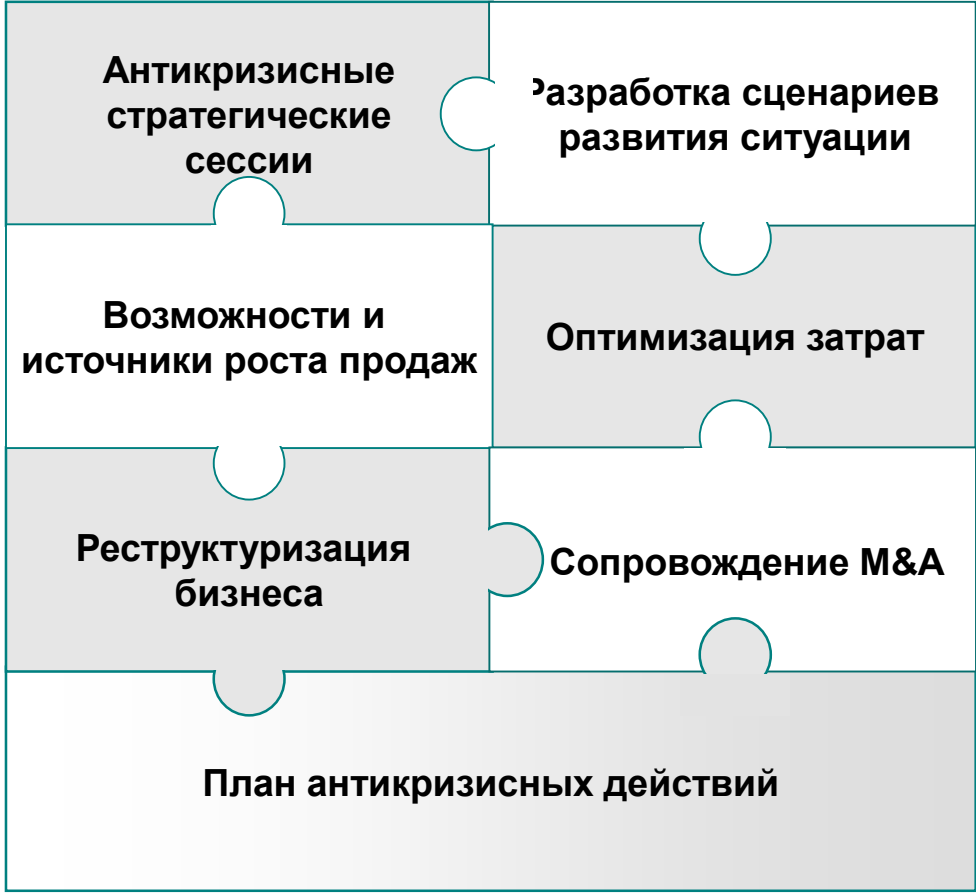 Антикризисные
стратегические
сессии
Разработка сценариев
развития ситуации
Возможности и
источники роста продаж
Оптимизация затрат
Реструктуризация
бизнеса
Сопровождение M&A
План антикризисных действий